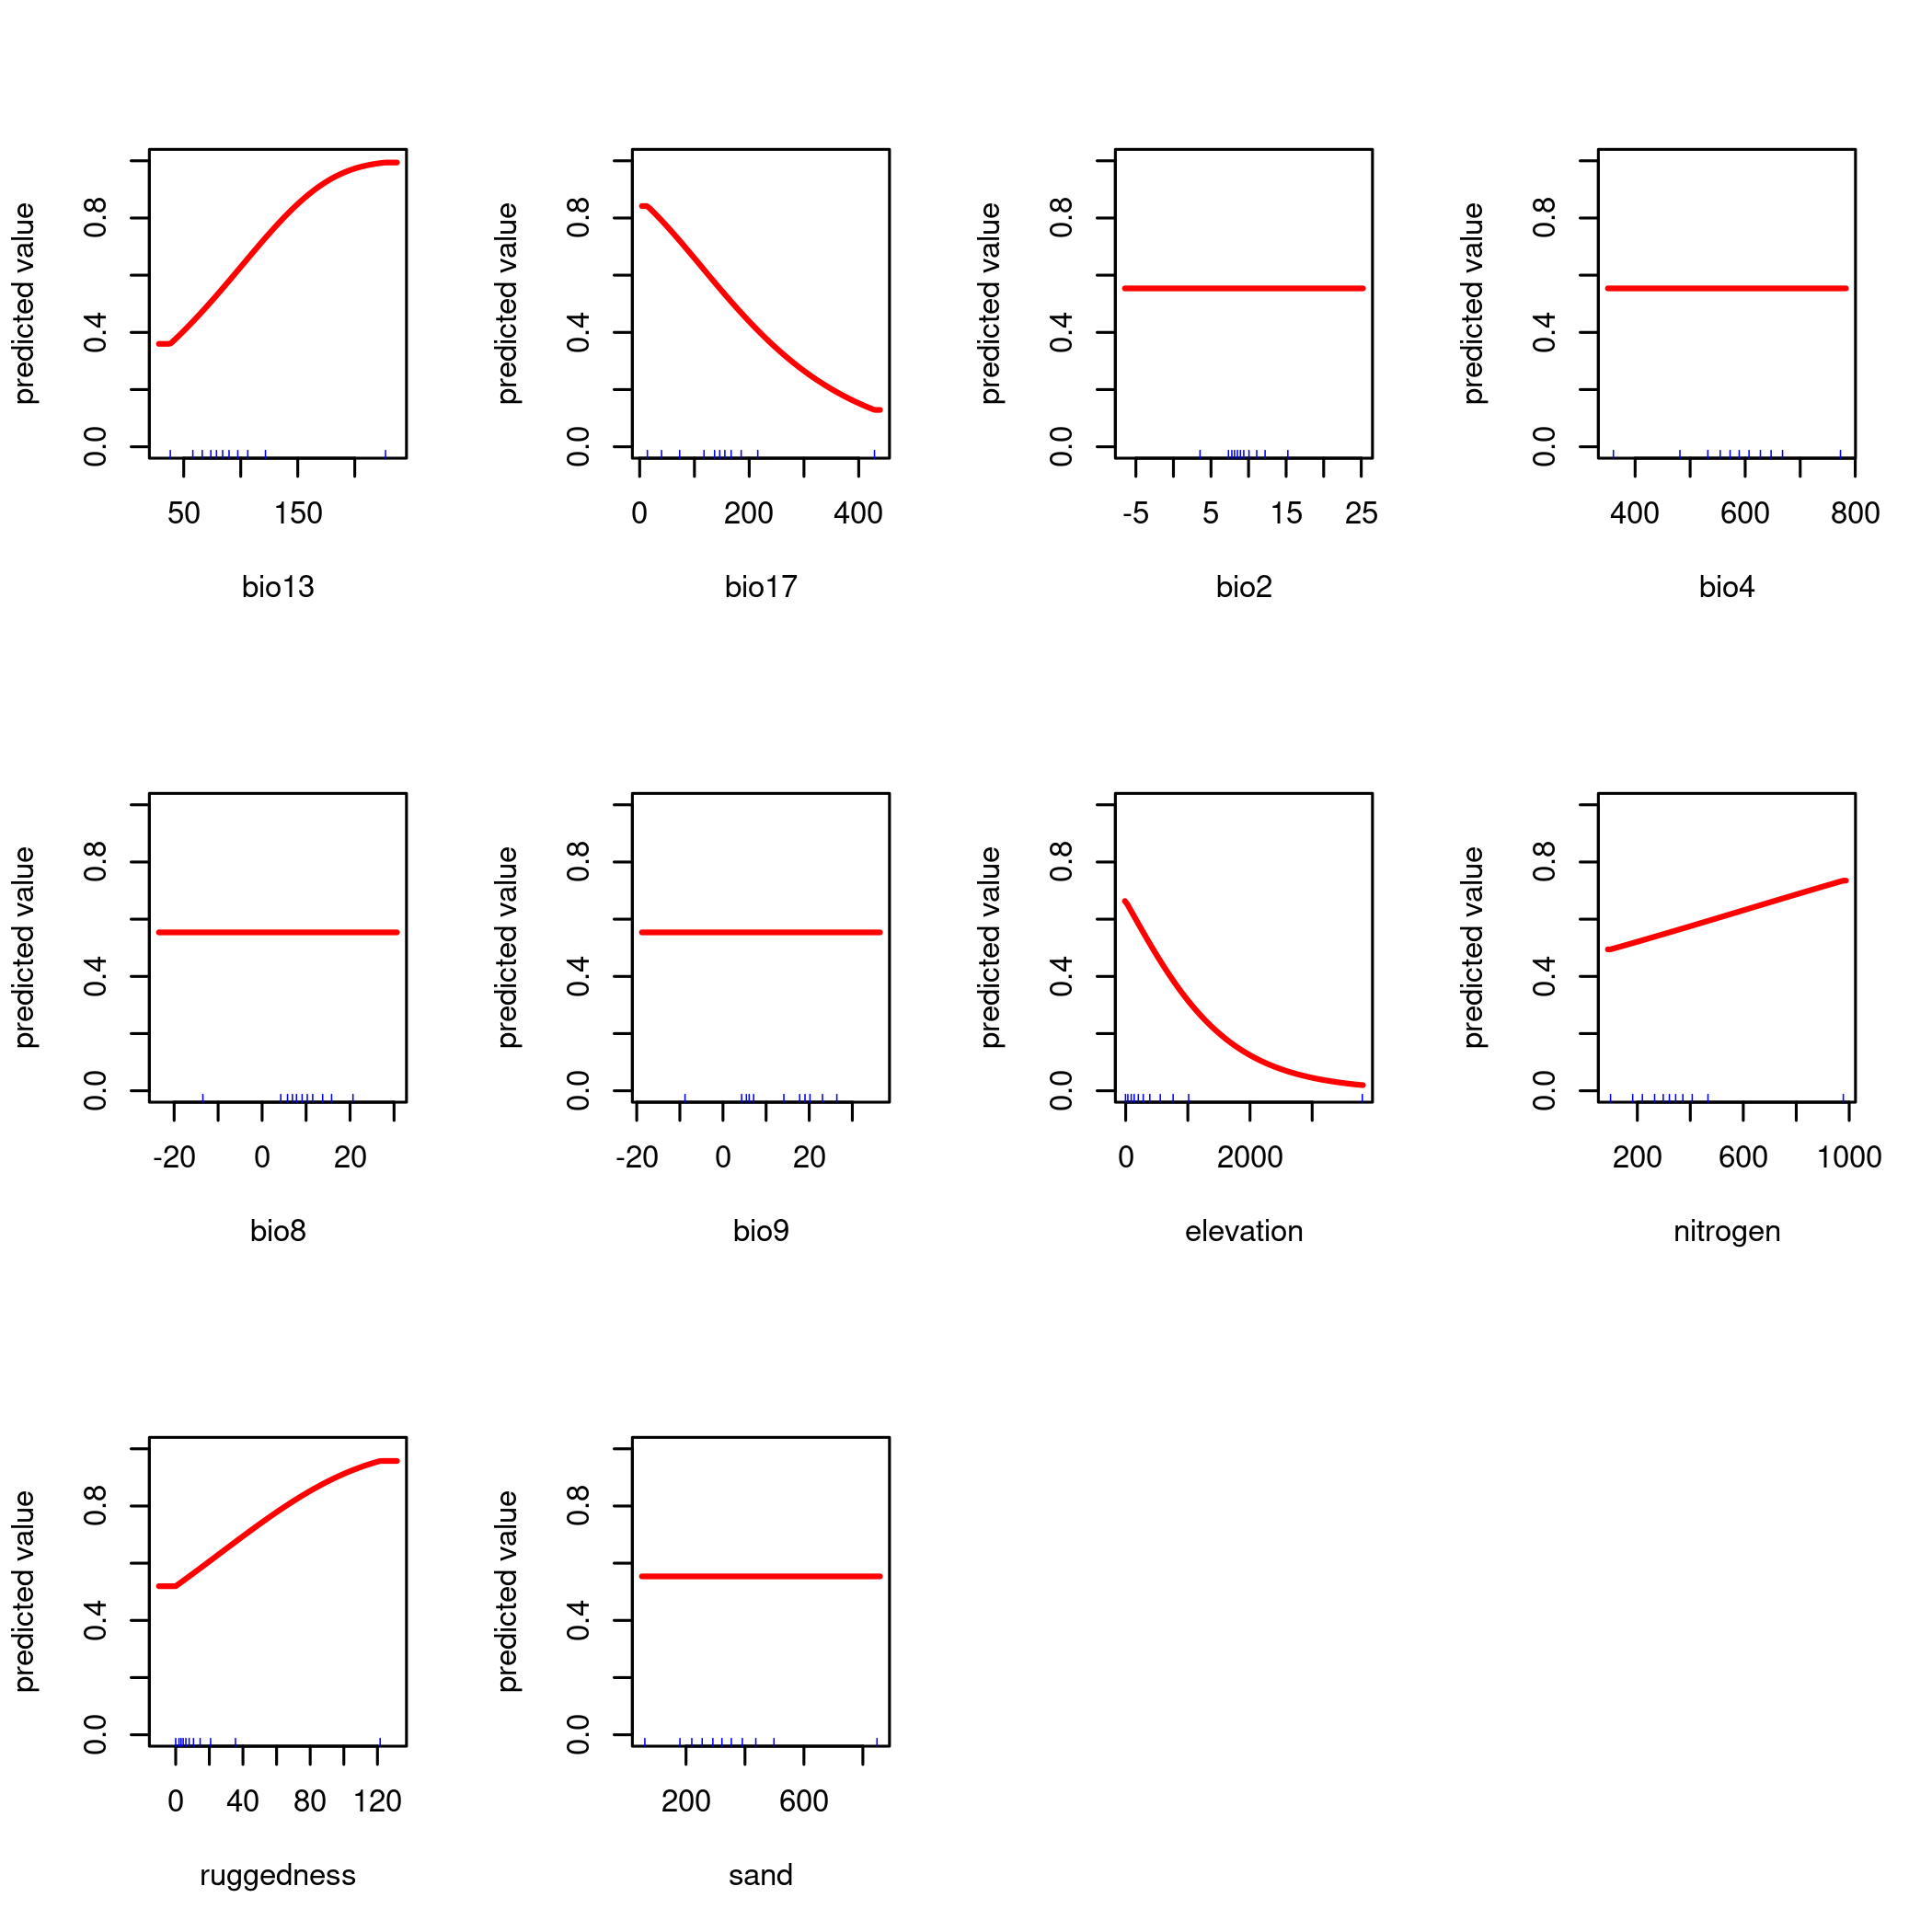 predicted value
0.0 0.4 0.8
50 150
bio13
predicted value
0.0 0.4 0.8
0 200 400
bio17
predicted value
0.0 0.4 0.8
-5 5 15 25
bio2
predicted value
0.0 0.4 0.8
400 600 800
bio4
predicted value
0.0 0.4 0.8
-20 0 20
bio8
predicted value
0.0 0.4 0.8
-20 0 20
bio9
predicted value
0.0 0.4 0.8
0 2000
elevation
predicted value
0.0 0.4 0.8
200 600 1000
nitrogen
predicted value
0.0 0.4 0.8
0 40 80 120
ruggedness
predicted value
0.0 0.4 0.8
200 600
sand